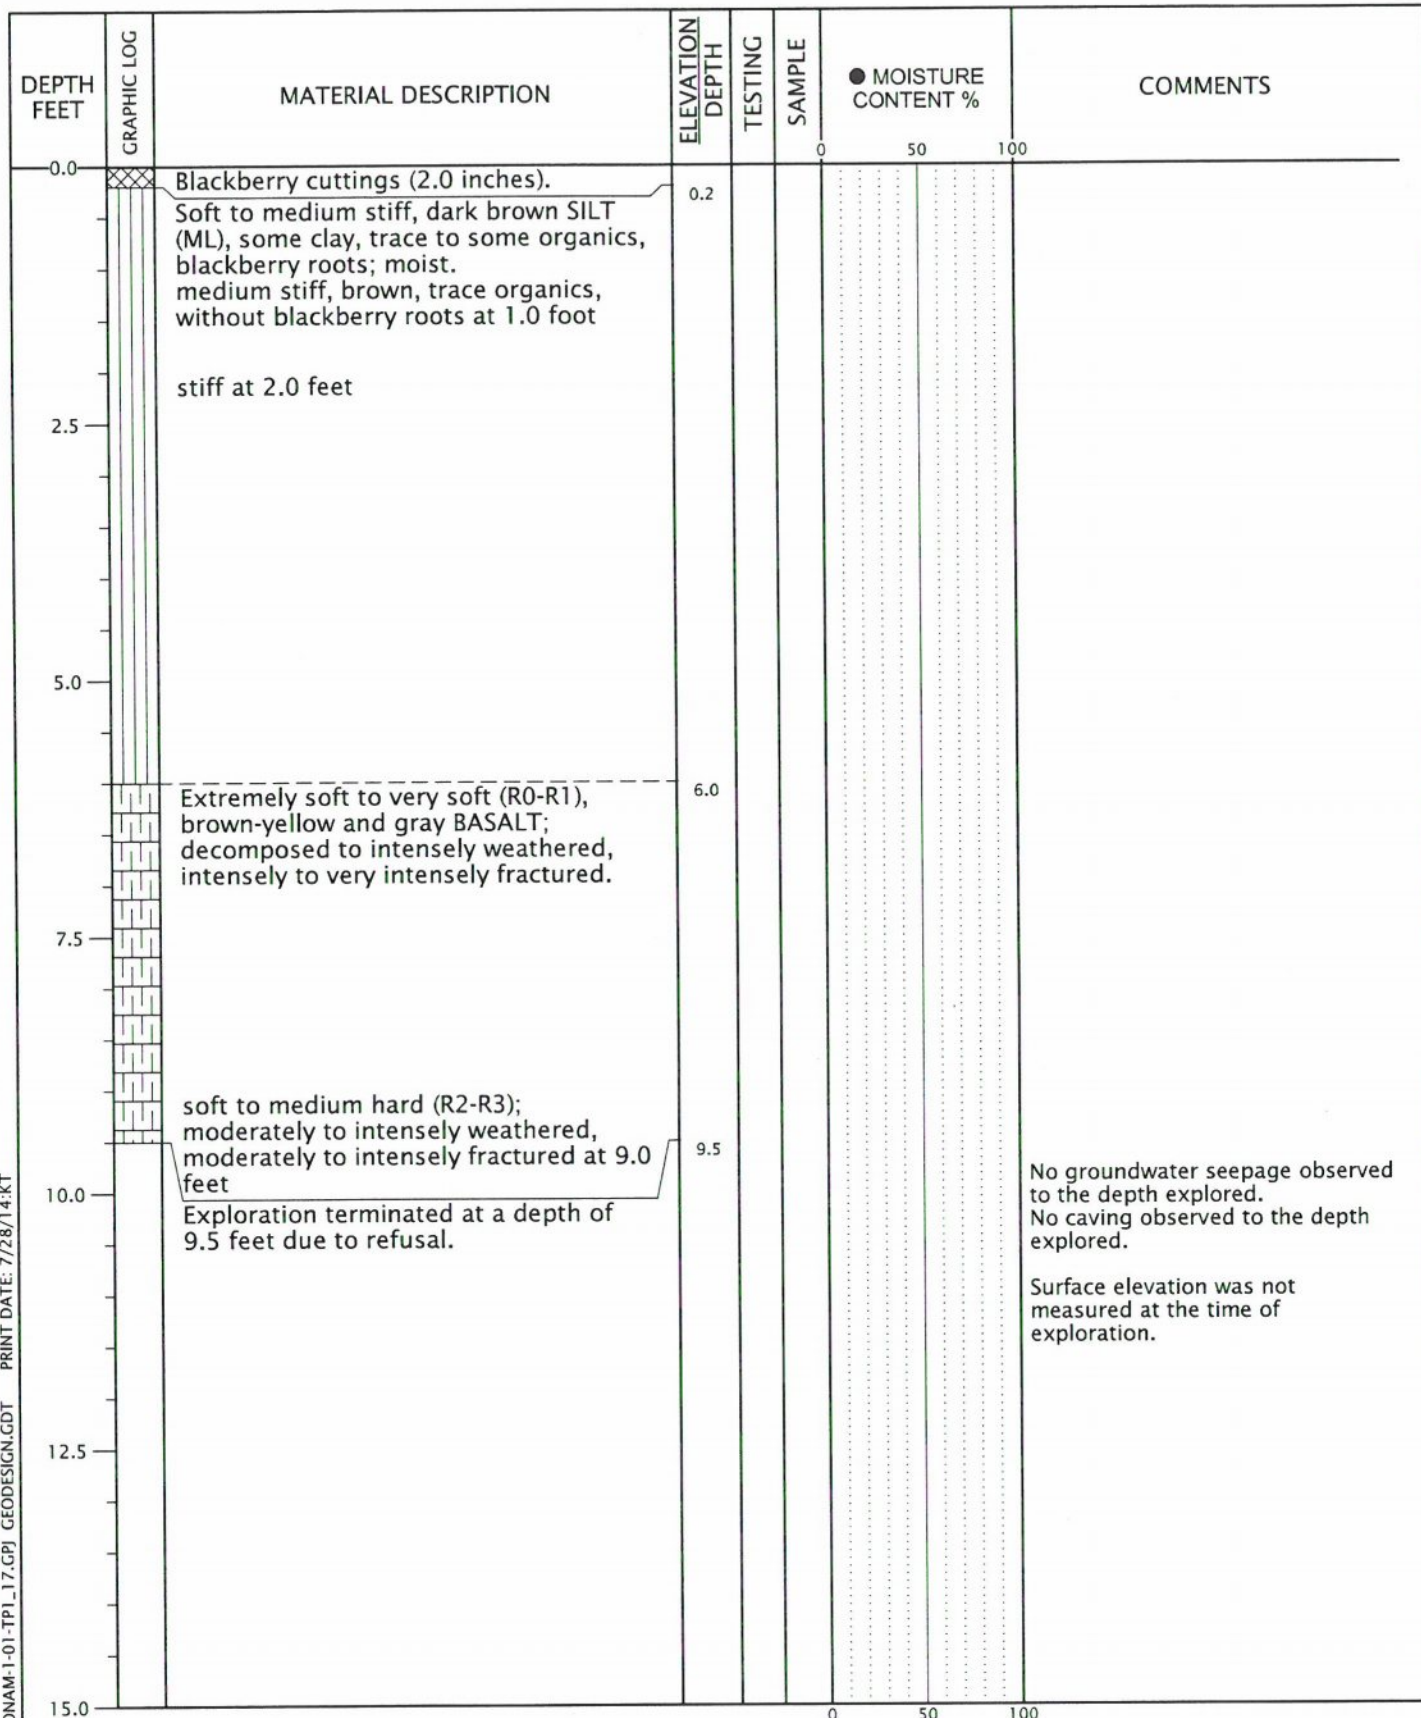 DEPTH
FEET
GRAPHIC LOG
MATERIAL DESCRIPTION
ELEVATION
DEPTH
TESTING
SAMPLE
● MOISTURE
CONTENT %
COMMENTS
0 50 100
0.0
Blackberry cuttings (2.0 inches).
0.2
Soft to medium stiff, dark brown SILT
(ML), some clay, trace to some organics,
blackberry roots; moist.
medium stiff, brown, trace organics,
without blackberry roots at 1.0 foot
stiff at 2.0 feet
2.5
5.0
6.0
Extremely soft to very soft (R0-R1),
brown-yellow and gray BASALT;
decomposed to intensely weathered,
intensely to very intensely fractured.
7.5
soft to medium hard (R2-R3);
moderately to intensely weathered,
moderately to intensely fractured at 9.0
feet
9.5
10.0
Exploration terminated at a depth of
9.5 feet due to refusal.
No groundwater seepage observed
to the depth explored.
No caving observed to the depth
explored.
Surface elevation was not
measured at the time of
exploration.
12.5
15.0
0 50 100
ONAM-1-01-TP1_17.GPJ GEODESIGN.GDT PRINT DATE: 7/28/14:KT